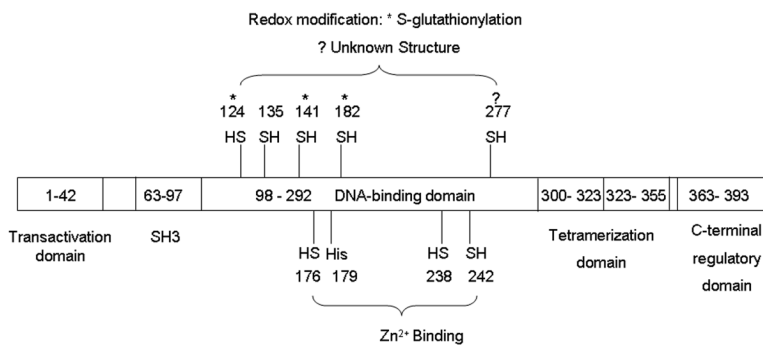 Redox modification: * S-glutathionylation
? Unknown Structure
* * * ?
124 135 141 182 277
HS SH SH SH SH
1-42 63-97 98 - 292 DNA-binding domain 300- 323 323- 355 363- 393
Transactivation domain
SH3
HS His HS SH
176 179 238 242
Tetramerization domain
C-terminal regulatory domain
Zn²⁺ Binding